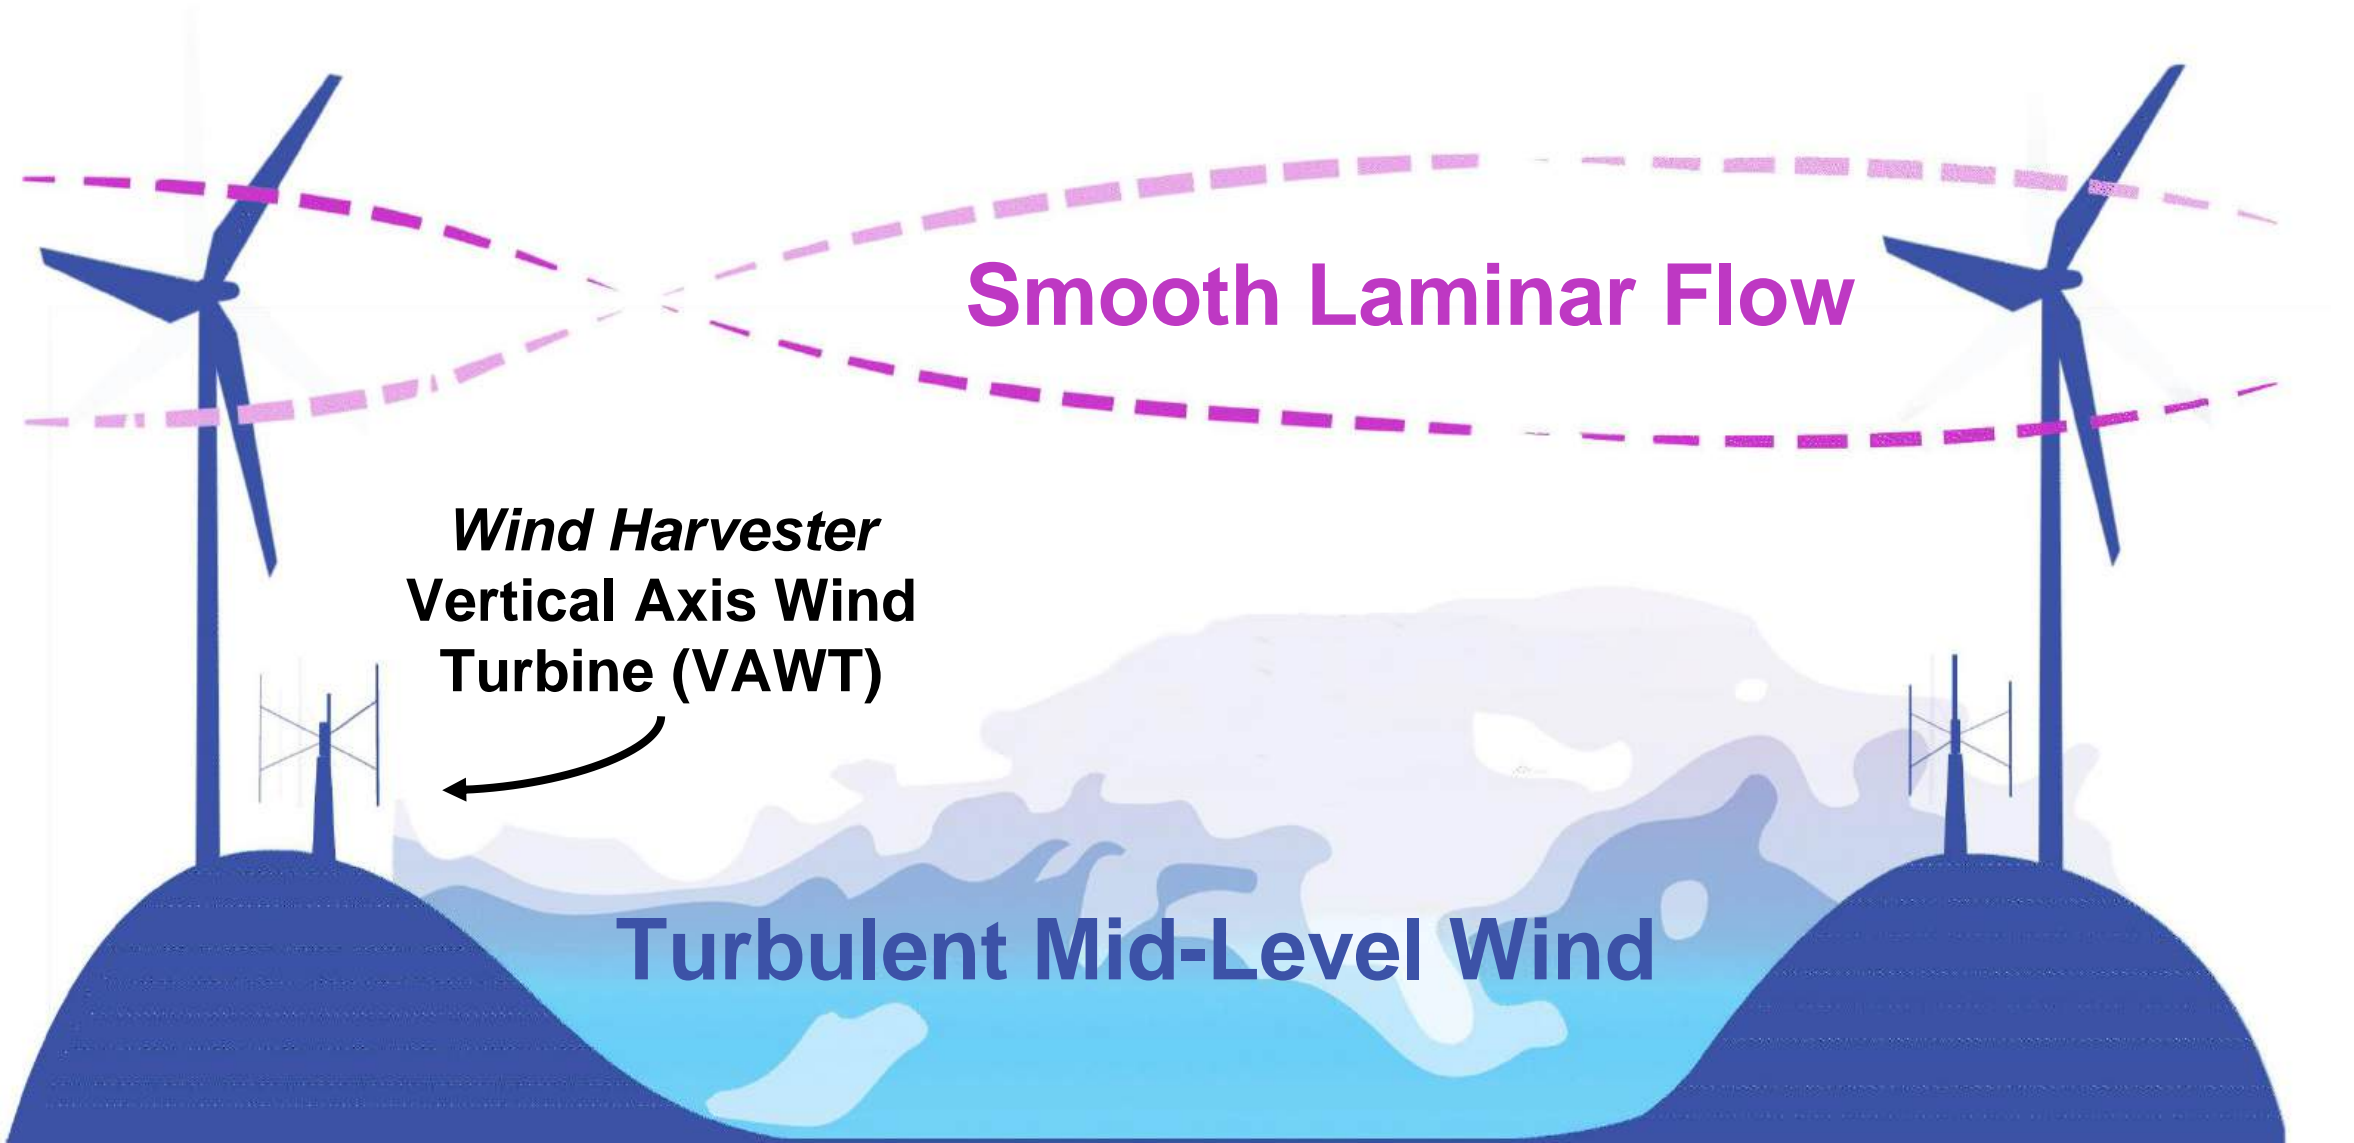 Smooth Laminar Flow
Wind Harvester
Vertical Axis Wind
Turbine (VAWT)
Turbulent Mid-Level Wind